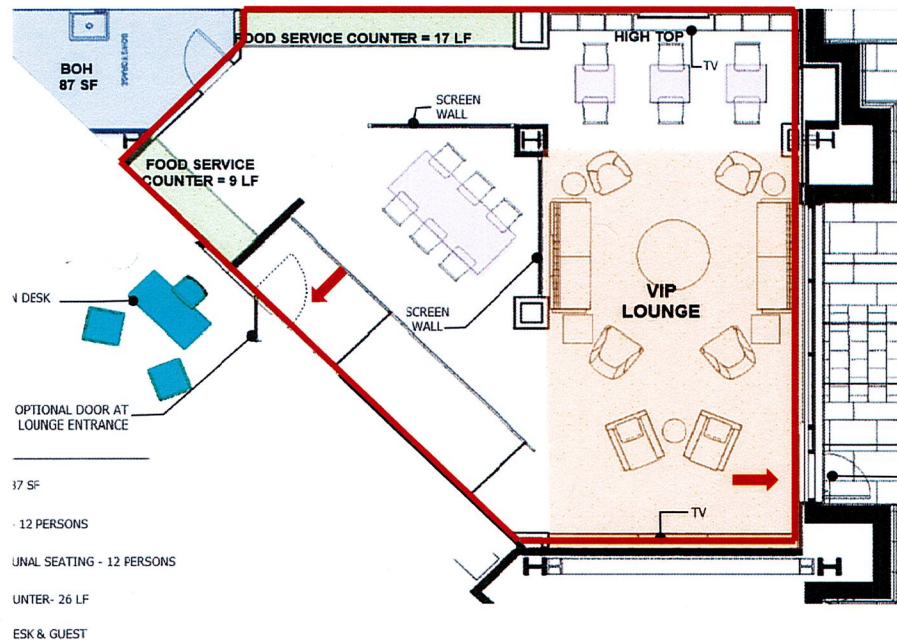 FOOD SERVICE COUNTER = 17 LF
HIGH TOP
TV
BOH
87 SF
SCREEN
WALL
FOOD SERVICE
COUNTER = 9 LF
VIP
LOUNGE
SCREEN
WALL
N DESK
OPTIONAL DOOR AT
LOUNGE ENTRANCE
TV
37 SF
- 12 PERSONS
UNAL SEATING - 12 PERSONS
UNTER- 26 LF
ESK & GUEST